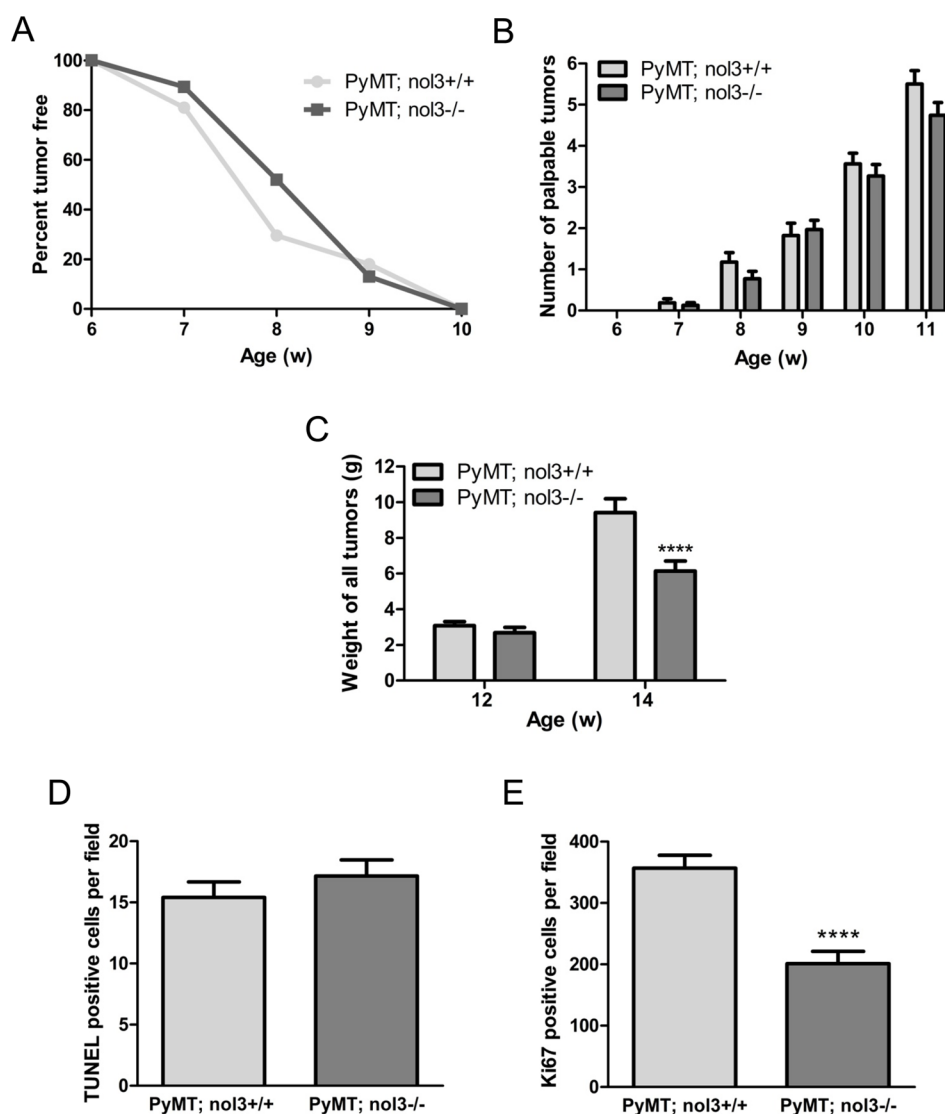 A
Percent tumor free
100
80
60
40
20
0
6 7 8 9 10
Age (w)
PyMT; nol3+/+
PyMT; nol3-/-
B
Number of palpable tumors
6
5
4
3
2
1
0
6 7 8 9 10 11
Age (w)
PyMT; nol3+/+
PyMT; nol3-/-
C
Weight of all tumors (g)
12
10
8
6
4
2
0
12 14
Age (w)
PyMT; nol3+/+
PyMT; nol3-/-
****
D
TUNEL positive cells per field
20
15
10
5
0
PyMT; nol3+/+ PyMT; nol3-/-
E
Ki67 positive cells per field
400
300
200
100
0
****
PyMT; nol3+/+ PyMT; nol3-/-